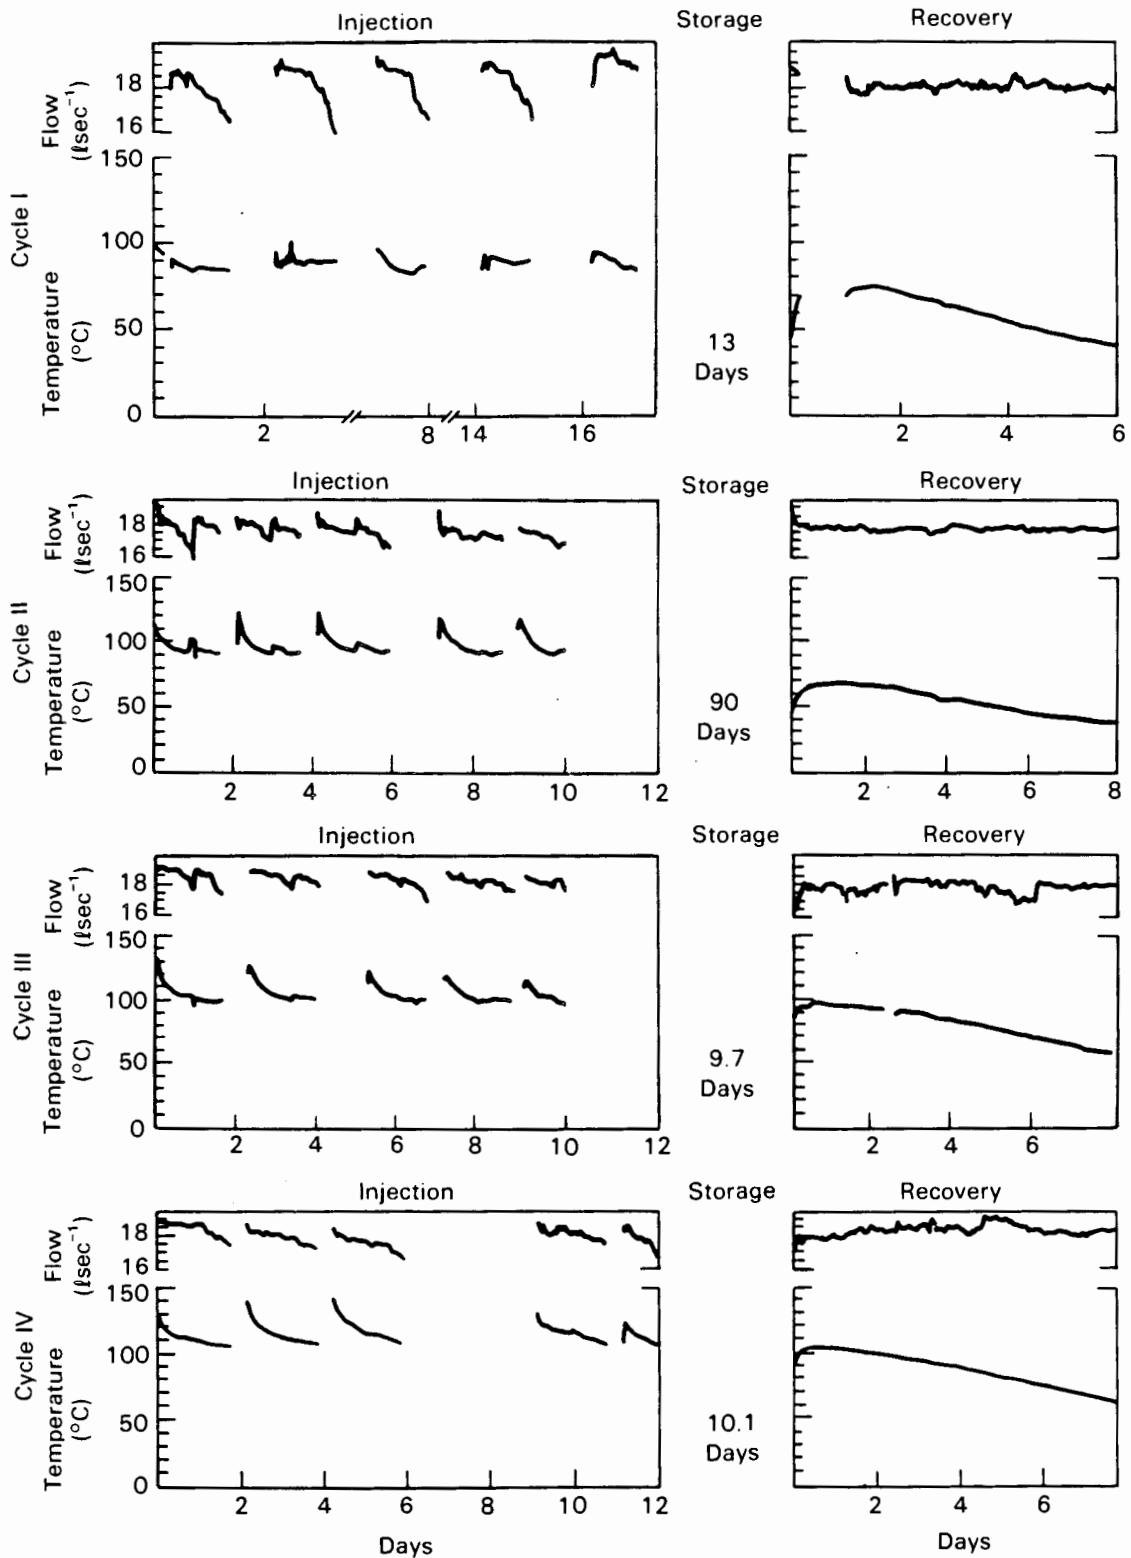 Injection Storage Recovery
Cycle I
Flow
(ℓsec⁻¹)
18
16
Temperature
(°C)
150
100
50
0
2 8 14 16
13
Days
2 4 6
Injection Storage Recovery
Cycle II
Flow
(ℓsec⁻¹)
18
16
Temperature
(°C)
150
100
50
0
2 4 6 8 10 12
90
Days
2 4 6 8
Injection Storage Recovery
Cycle III
Flow
(ℓsec⁻¹)
18
16
Temperature
(°C)
150
100
50
0
2 4 6 8 10 12
9.7
Days
2 4 6
Injection Storage Recovery
Cycle IV
Flow
(ℓsec⁻¹)
18
16
Temperature
(°C)
150
100
50
0
2 4 6 8 10 12
10.1
Days
2 4 6
Days Days